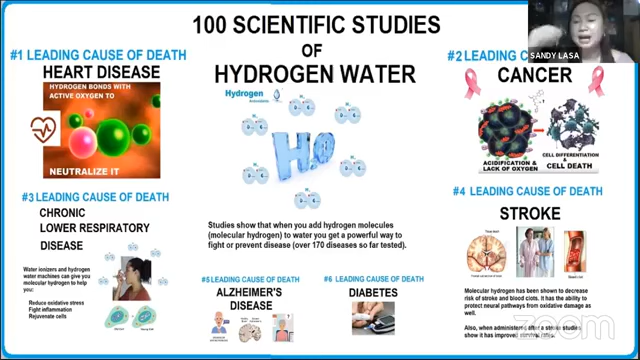 100 SCIENTIFIC STUDIES
OF
HYDROGEN WATER
#1 LEADING CAUSE OF DEATH
HEART DISEASE
HYDROGEN BONDS WITH
ACTIVE OXYGEN TO
NEUTRALIZE IT
Hydrogen
Antioxidants
H2O
Studies show that when you add hydrogen molecules
(molecular hydrogen) to water you get a powerful way to
fight or prevent disease (over 170 diseases so far tested).
#2 LEADING
DEATH
SANDY LASA
CANCER
ACIDIFICATION &
LACK OF OXYGEN
CELL DIFFERENTIATION
& CELL DEATH
#3 LEADING CAUSE OF DEATH
CHRONIC
LOWER RESPIRATORY
DISEASE
Water ionizers and hydrogen
water machines can give you
molecular hydrogen to help
you:
Reduce oxidative stress
Fight inflammation
Rejuvenate cells
#4 LEADING CAUSE OF DEATH
STROKE
Molecular hydrogen has been shown to decrease
risk of stroke and blood clots. It has the ability to
protect neural pathways from oxidative damage as
well.
Also, when administered after a stroke studies
show it has improved survival rates.
#5 LEADING CAUSE OF DEATH
ALZHEIMER'S
DISEASE
#6 LEADING CAUSE OF DEATH
DIABETES
zoom